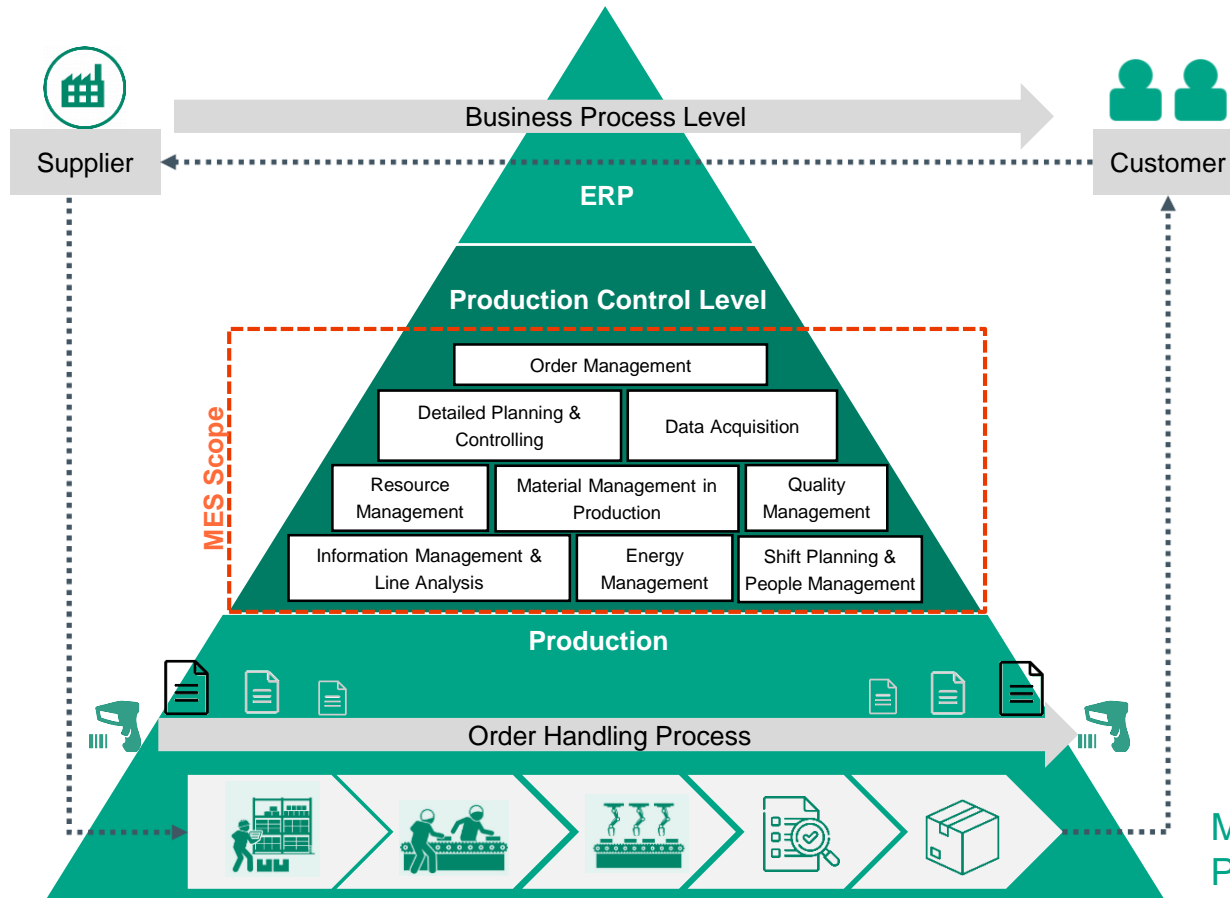 Business Process Level
Supplier
Customer
ERP
Production Control Level
MES Scope
Order Management
Detailed Planning &
Controlling
Data Acquisition
Resource
Management
Material Management in
Production
Quality
Management
Information Management &
Line Analysis
Energy
Management
Shift Planning &
People Management
Production
Order Handling Process
M
P